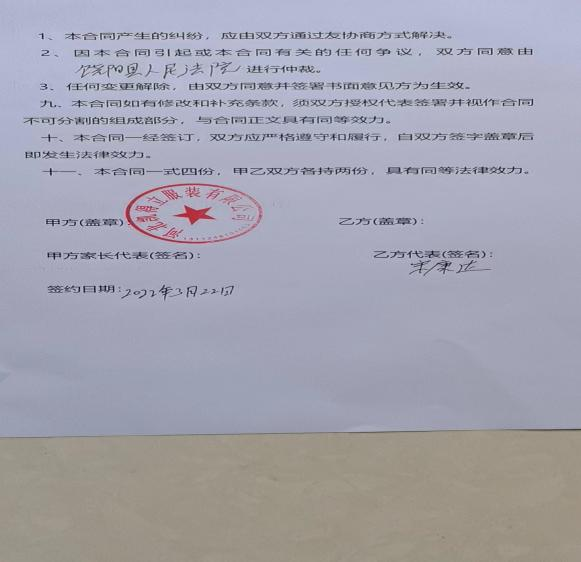 1、本合同产生的纠纷，应由双方通过友协商方式解决。
2、因本合同引起或本合同有关的任何争议，双方同意由
饶阳县人民法院进行仲裁。
3、任何变更解除，由双方同意并签署书面意见方为生效。
九、本合同如有修改和补充条款，须双方授权代表签署并视作合同
不可分割的组成部分，与合同正文具有同等效力。
十、本合同一经签订，双方应严格遵守和履行，自双方签字盖章后
即发生法律效力。
十一、本合同一式四份，甲乙双方各持两份，具有同等法律效力。
甲方(盖章)： 乙方(盖章)：
河北凯 立服装有限公司
甲方家长代表(签名)： 乙方代表(签名)：
宋康达
签约日期：2022年3月22日